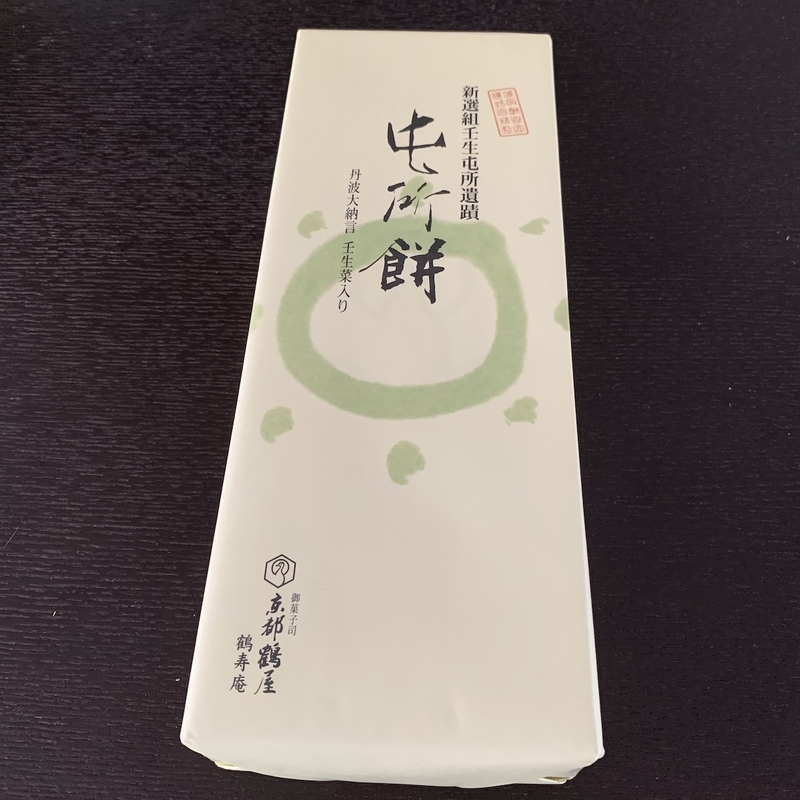 新選組壬生屯所遺蹟
屯所餅
丹波大納言 壬生菜入り
御菓子司
京都鶴屋
鶴寿庵